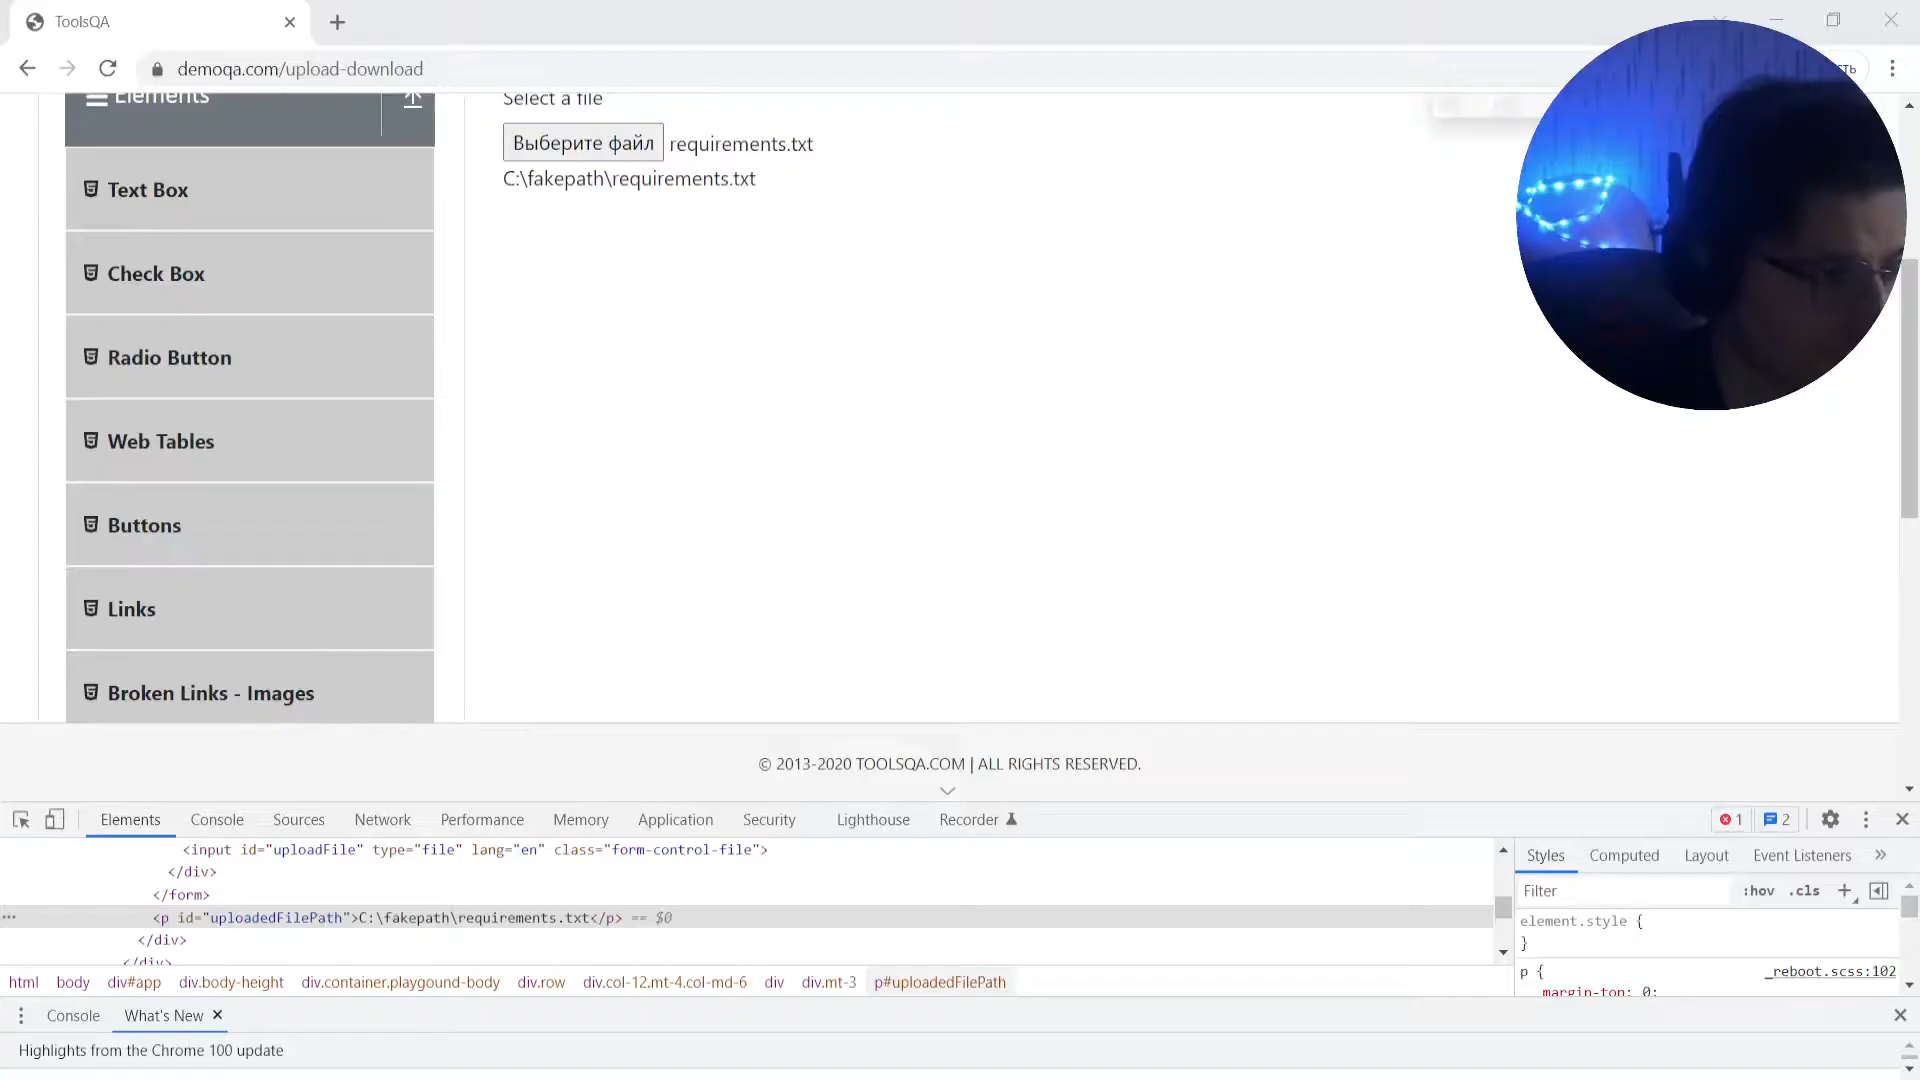 ToolsQA
demoqa.com/upload-download
ть
Elements
Select a file
Выберите файл requirements.txt
C:\fakepath\requirements.txt
Text Box
Check Box
Radio Button
Web Tables
Buttons
Links
Broken Links - Images
© 2013-2020 TOOLSQA.COM | ALL RIGHTS RESERVED.
Elements Console Sources Network Performance Memory Application Security Lighthouse Recorder 1 2
<input id="uploadFile" type="file" lang="en" class="form-control-file">
</div>
</form>
<p id="uploadedFilePath">C:\fakepath\requirements.txt</p> == $0
</div>
</div>
html body div#app div.body-height div.container.playgound-body div.row div.col-12.mt-4.col-md-6 div div.mt-3 p#uploadedFilePath
Styles Computed Layout Event Listeners
Filter :hov .cls
element.style {
}
p { _reboot.scss:102
margin-top: 0;
Console What's New
Highlights from the Chrome 100 update